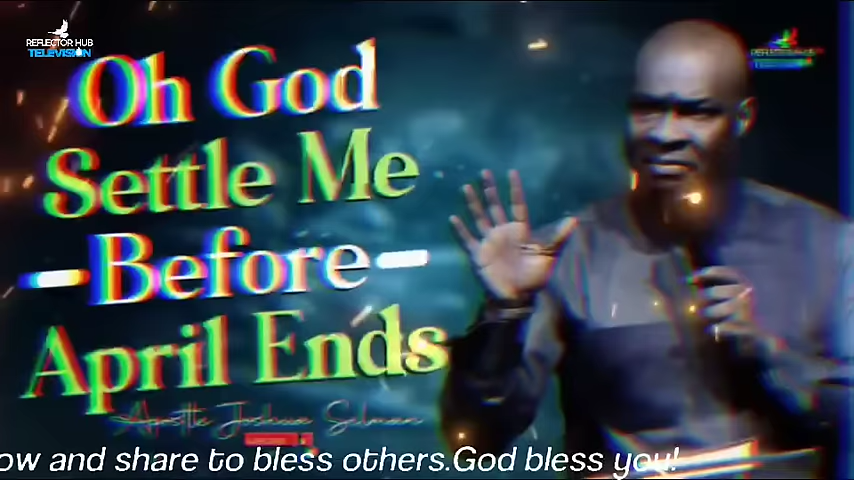 REFLECTOR HUB
TELEVISION
Oh God
Settle Me
Before
April Ends
Apostle Joshua Selman
ow and share to bless others.God bless you!